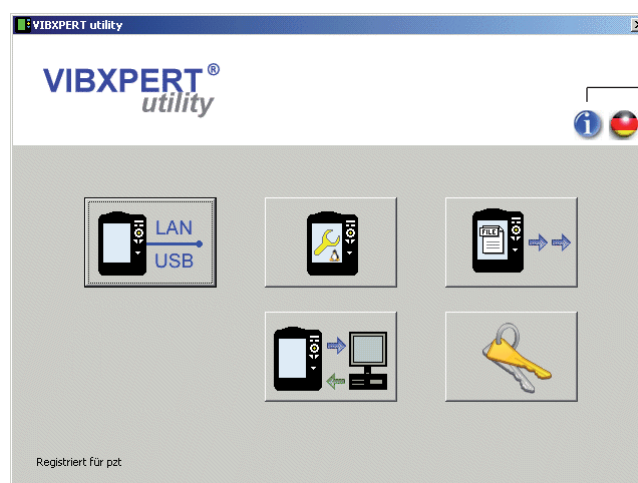 VIBXPERT utility
VIBXPERT®
utility
i
LAN
USB
FILE
Registriert für pzt